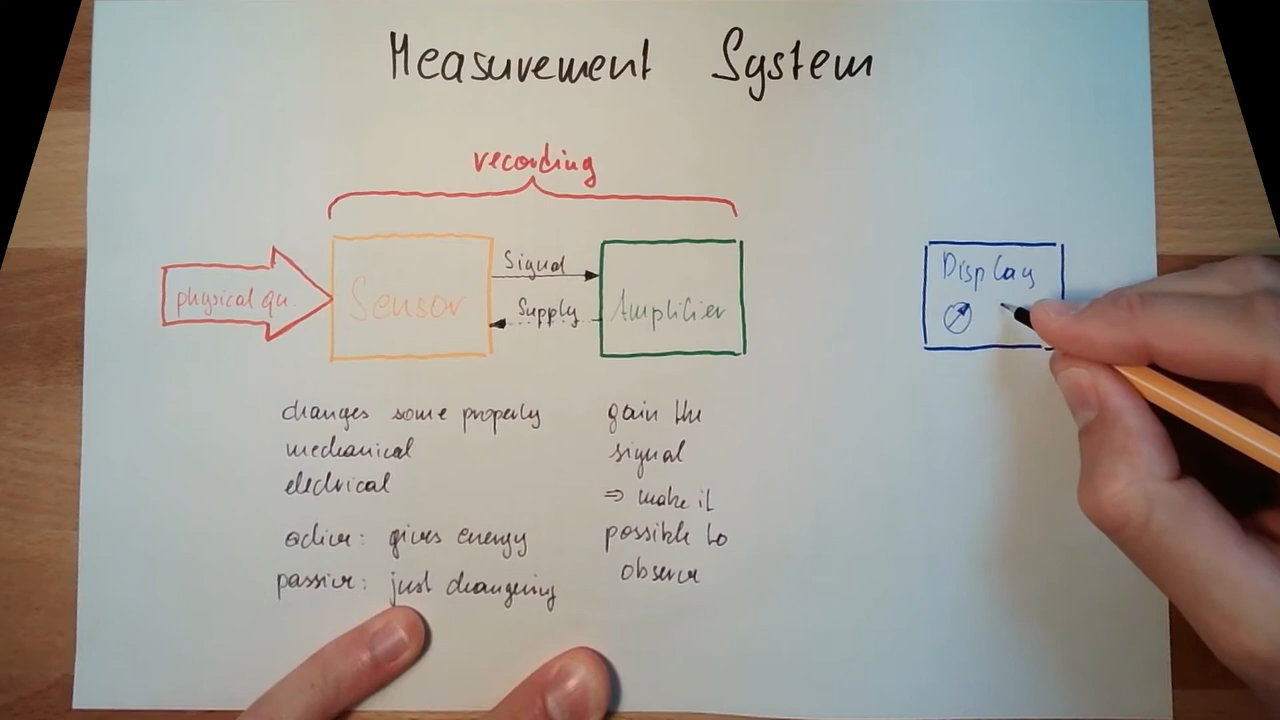 Measurement System
recording
physical qu.
Sensor
Signal
Supply
Amplifier
Display
changes some property
mechanical
electrical
active: gives energy
passive: just changeing
gain the
signal
⇒ make it
possible to
observe